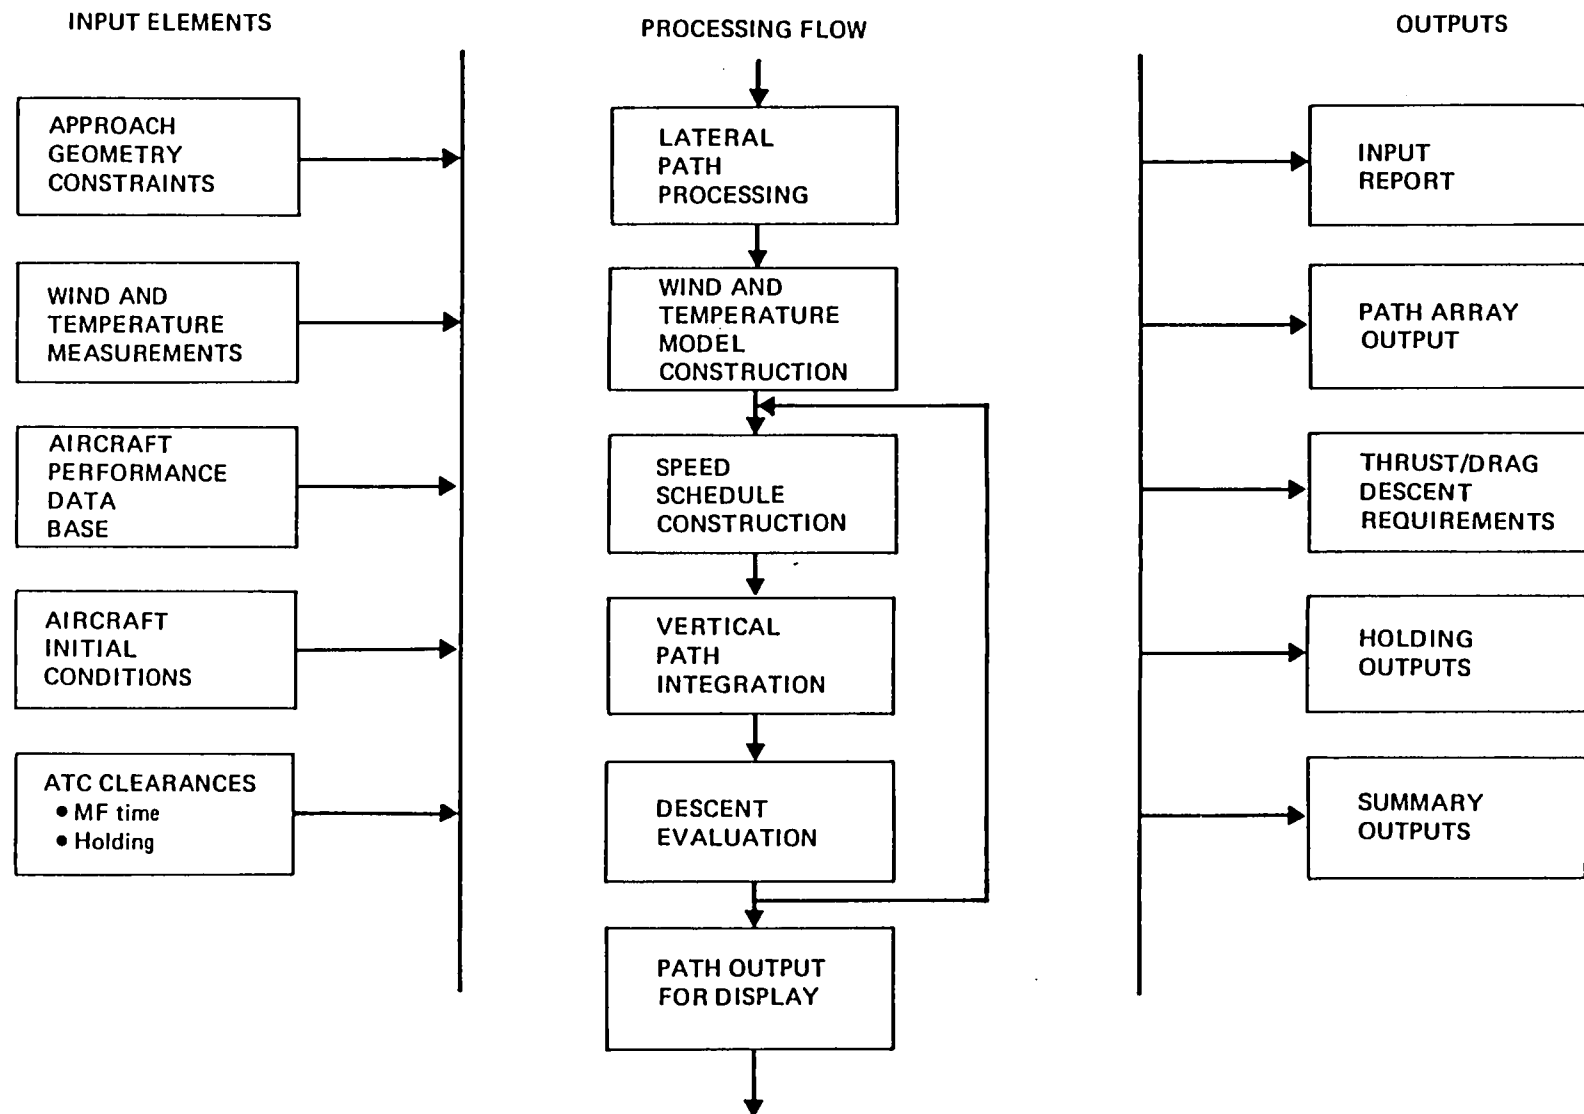 INPUT ELEMENTS
APPROACH
GEOMETRY
CONSTRAINTS
WIND AND
TEMPERATURE
MEASUREMENTS
AIRCRAFT
PERFORMANCE
DATA
BASE
AIRCRAFT
INITIAL
CONDITIONS
ATC CLEARANCES
• MF time
• Holding
PROCESSING FLOW
LATERAL
PATH
PROCESSING
WIND AND
TEMPERATURE
MODEL
CONSTRUCTION
SPEED
SCHEDULE
CONSTRUCTION
VERTICAL
PATH
INTEGRATION
DESCENT
EVALUATION
PATH OUTPUT
FOR DISPLAY
OUTPUTS
INPUT
REPORT
PATH ARRAY
OUTPUT
THRUST/DRAG
DESCENT
REQUIREMENTS
HOLDING
OUTPUTS
SUMMARY
OUTPUTS